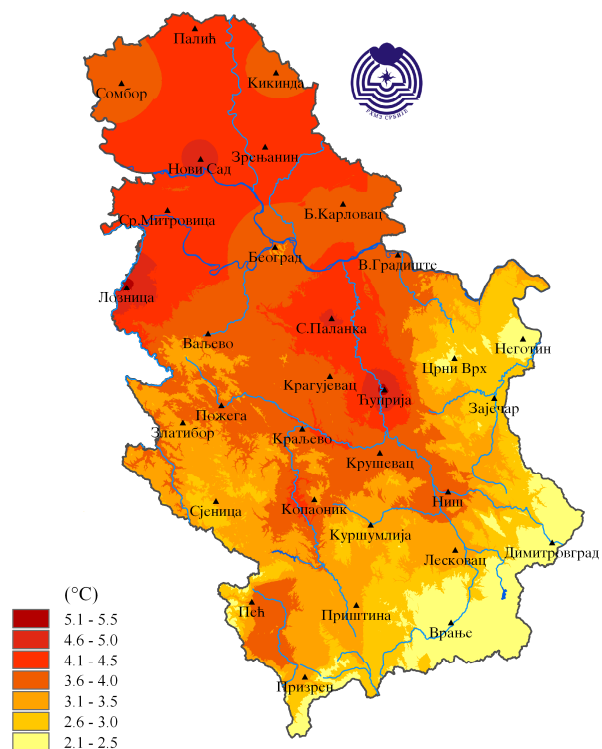 Палић
Кикинда
Сомбор
РХМЗ СРБИЈЕ
Зрењанин
Нови Сад
Б.Карловац
Ср.Митровица
Београд
В.Градиште
Лозница
С.Паланка
Ваљево
Неготин
Црни Врх
Крагујевац
Ћуприја
Зајечар
Пожега
Златибор
Краљево
Крушевац
Ниш
Сјеница
Копаоник
Куршумлија
Димитровград
Лесковац
(°C)
Пећ
Приштина
5.1 - 5.5
Врање
4.6 - 5.0
4.1 - 4.5
3.6 - 4.0
Призрен
3.1 - 3.5
2.6 - 3.0
2.1 - 2.5